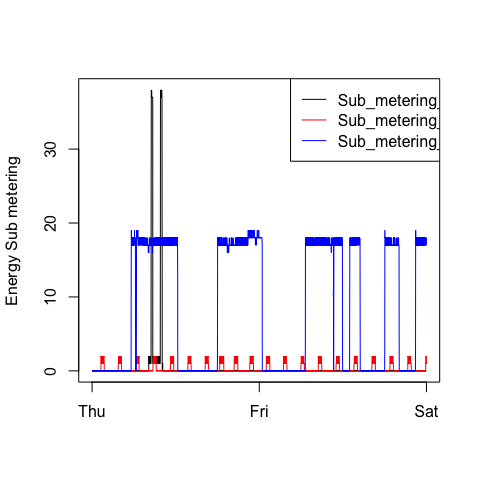 Sub_metering_
Sub_metering_
Sub_metering_
Energy Sub metering
30
20
10
0
Thu Fri Sat